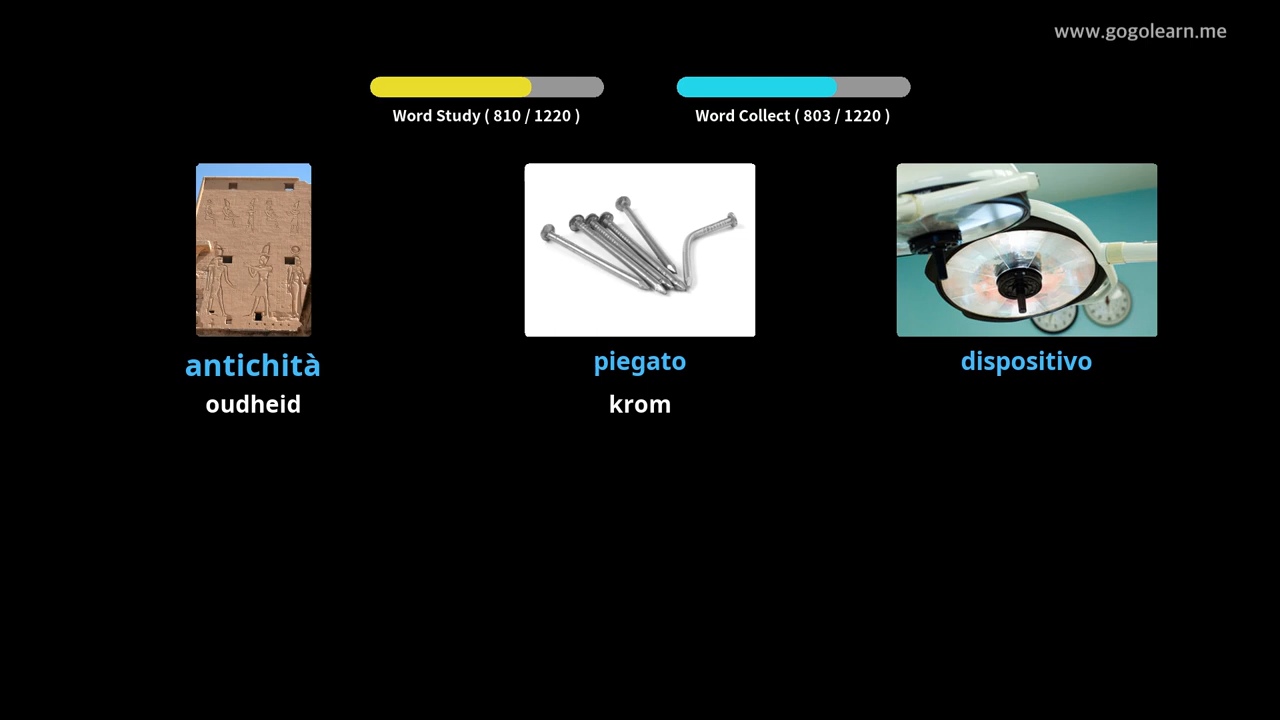 www.gogolearn.me
Word Study ( 810 / 1220 )
Word Collect ( 803 / 1220 )
antichità
piegato
dispositivo
oudheid
krom